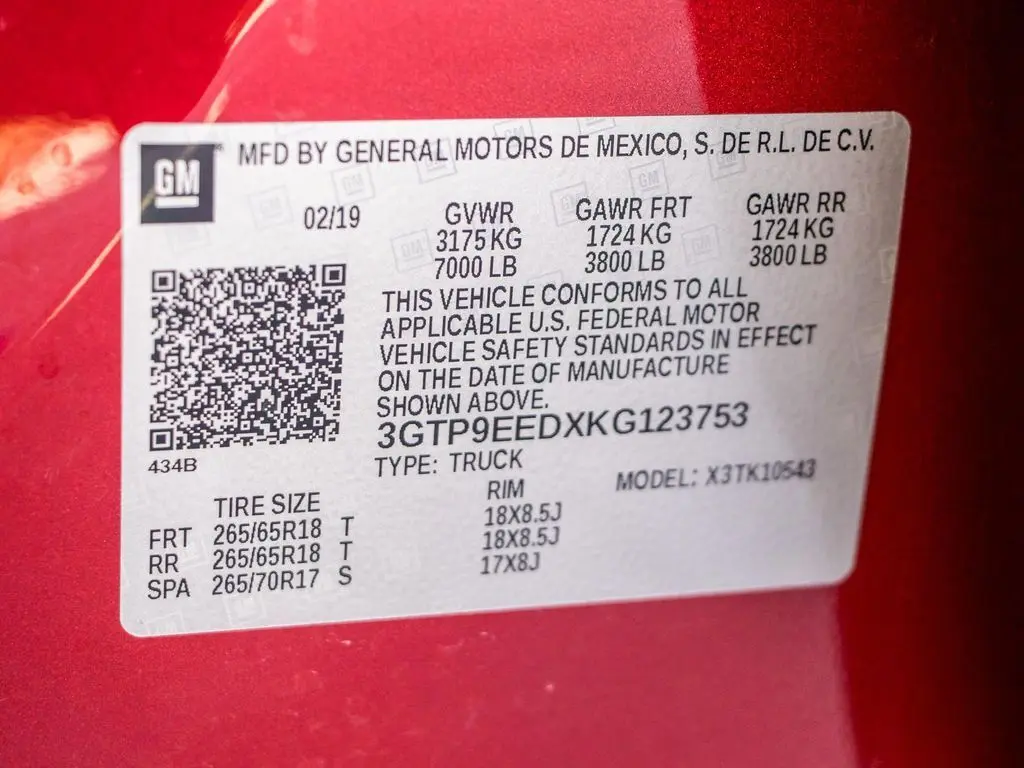 GM MFD BY GENERAL MOTORS DE MEXICO, S. DE R.L. DE C.V.
02/19 GVWR GAWR FRT GAWR RR
3175 KG 1724 KG 1724 KG
7000 LB 3800 LB 3800 LB
THIS VEHICLE CONFORMS TO ALL
APPLICABLE U.S. FEDERAL MOTOR
VEHICLE SAFETY STANDARDS IN EFFECT
ON THE DATE OF MANUFACTURE
SHOWN ABOVE.
3GTP9EEDXKG123753
434B
TYPE: TRUCK MODEL: X3TK10543
TIRE SIZE RIM
FRT 265/65R18 T 18X8.5J
RR 265/65R18 T 18X8.5J
SPA 265/70R17 S 17X8J